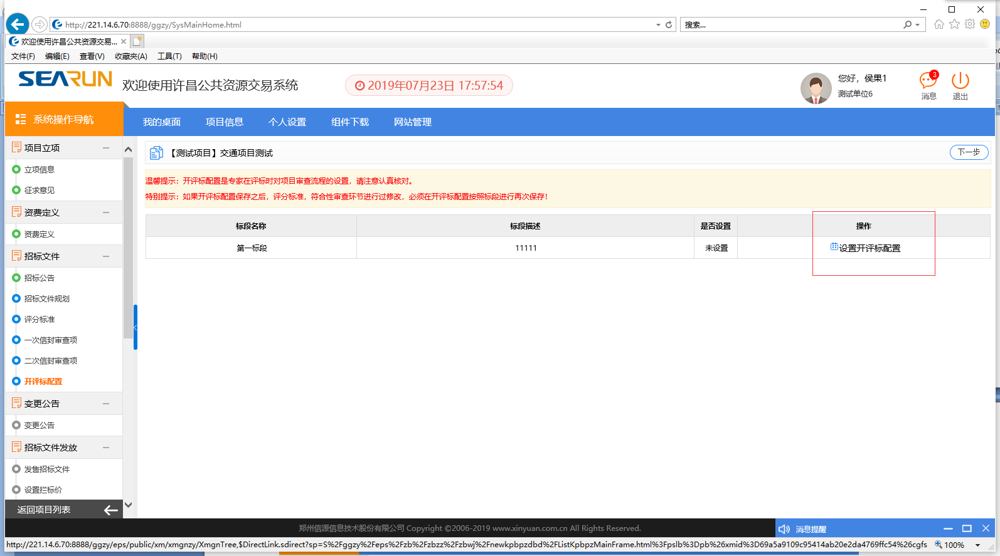 http://221.14.6.70:8888/ggzy/SysMainHome.html
搜索...
欢迎使用许昌公共资源交易...
文件(F) 编辑(E) 查看(V) 收藏夹(A) 工具(T) 帮助(H)
SEARUN
欢迎使用许昌公共资源交易系统
2019年07月23日 17:57:54
您好，侯果1
测试单位6
3
消息
退出
系统操作导航
我的桌面 项目信息 个人设置 组件下载 网站管理
项目立项
立项信息
征求意见
资费定义
资费定义
招标文件
招标公告
招标文件规划
评分标准
一次信封审查项
二次信封审查项
开评标配置
变更公告
变更公告
招标文件发放
发售招标文件
设置拦标价
返回项目列表
【测试项目】交通项目测试
下一步
温馨提示：开评标配置是专家在评标时对项目审查流程的设置，请注意认真核对。
特别提示：如果开评标配置保存之后，评分标准，符合性审查环节进行过修改，必须在开评标配置按照标段进行再次保存！
标段名称 标段描述 是否设置 操作
第一标段 11111 未设置 设置开评标配置
郑州信源信息技术股份有限公司 Copyright ©2006-2019 www.xinyuan.com.cn All Rights Reserved.
消息提醒
http://221.14.6.70:8888/ggzy/eps/public/xm/xmgnzy/XmgnTree,$DirectLink.sdirect?sp=S%2Fggzy%2Feps%2Fzb%2Fzbzz%2Fzbwj%2Fnewkpbpzdbd%2FListKpbpzMainFrame.html%3Fpslb%3Dpb%26xmid%3D69a5a9109c95414ab20e2da4769ffc54%26cgfs
100%